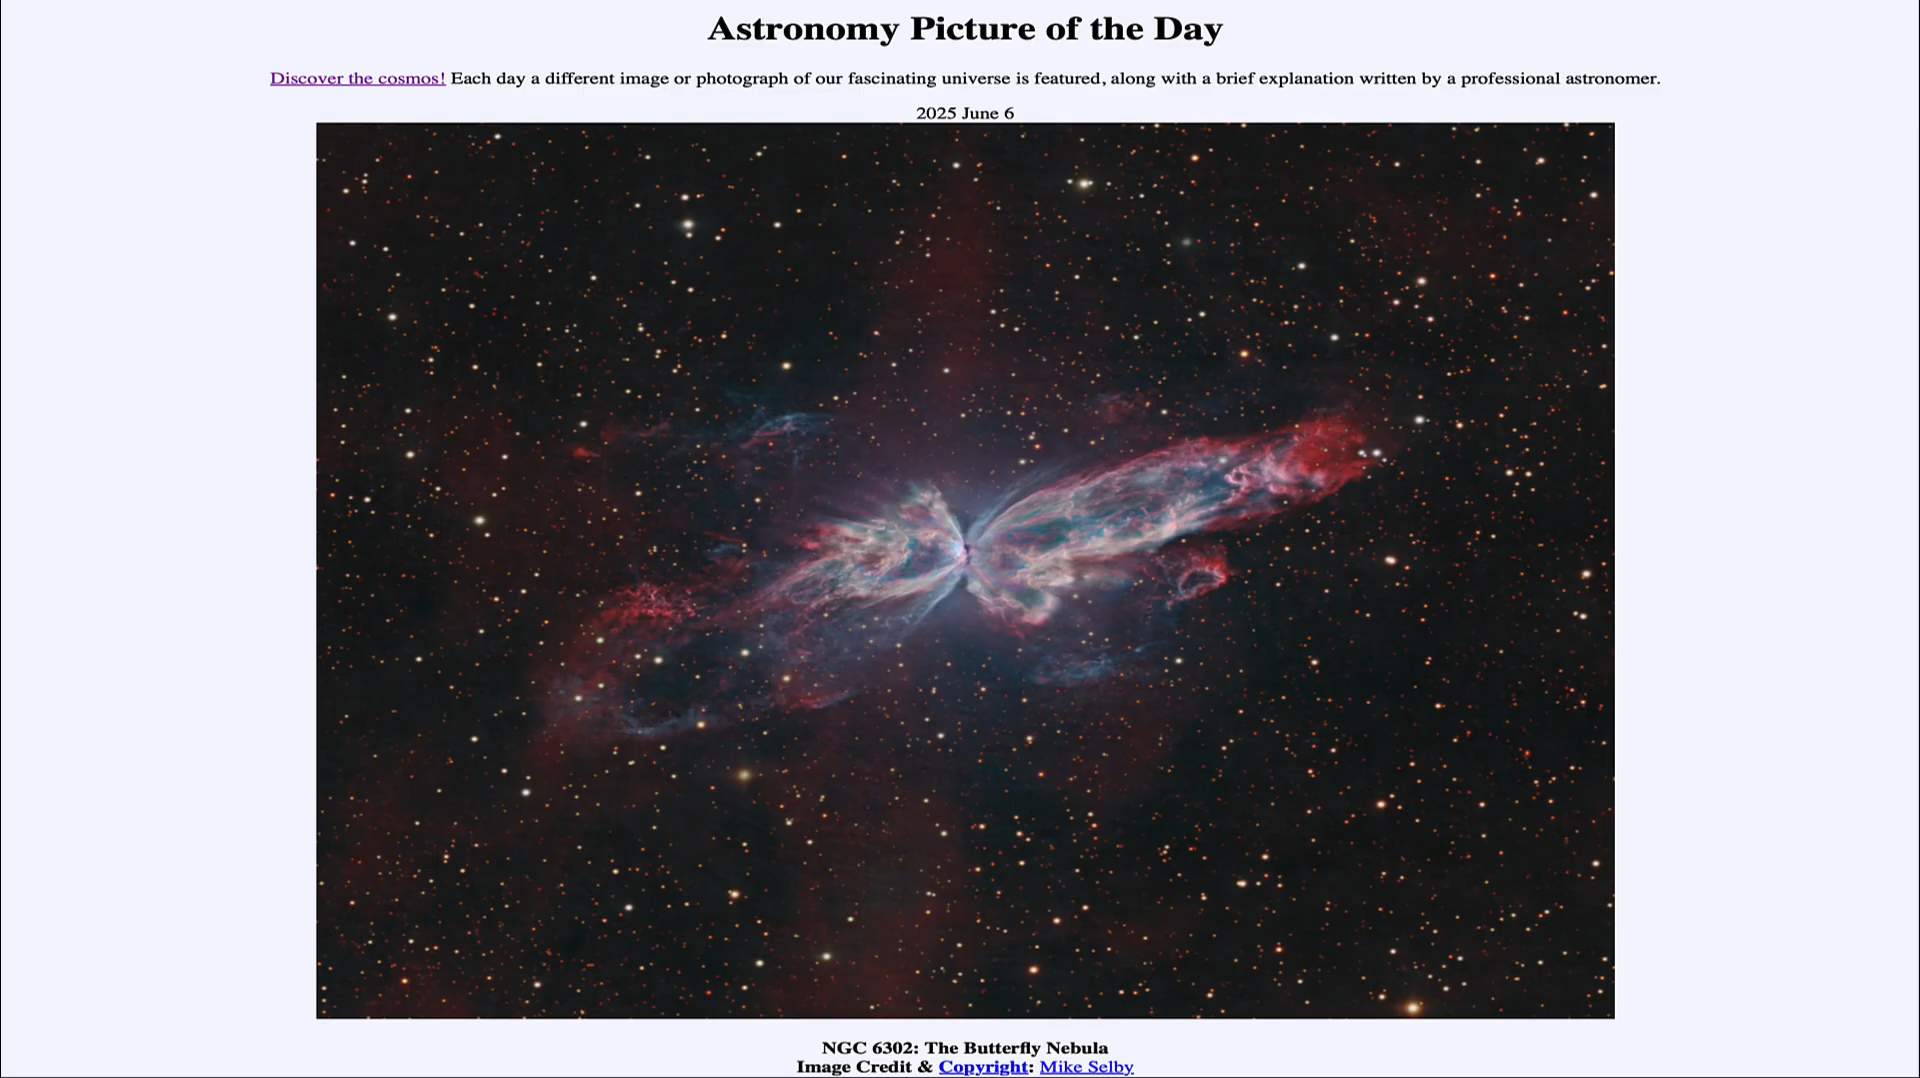 Astronomy Picture of the Day
Discover the cosmos! Each day a different image or photograph of our fascinating universe is featured, along with a brief explanation written by a professional astronomer.
2025 June 6
NGC 6302: The Butterfly Nebula
Image Credit & Copyright: Mike Selby